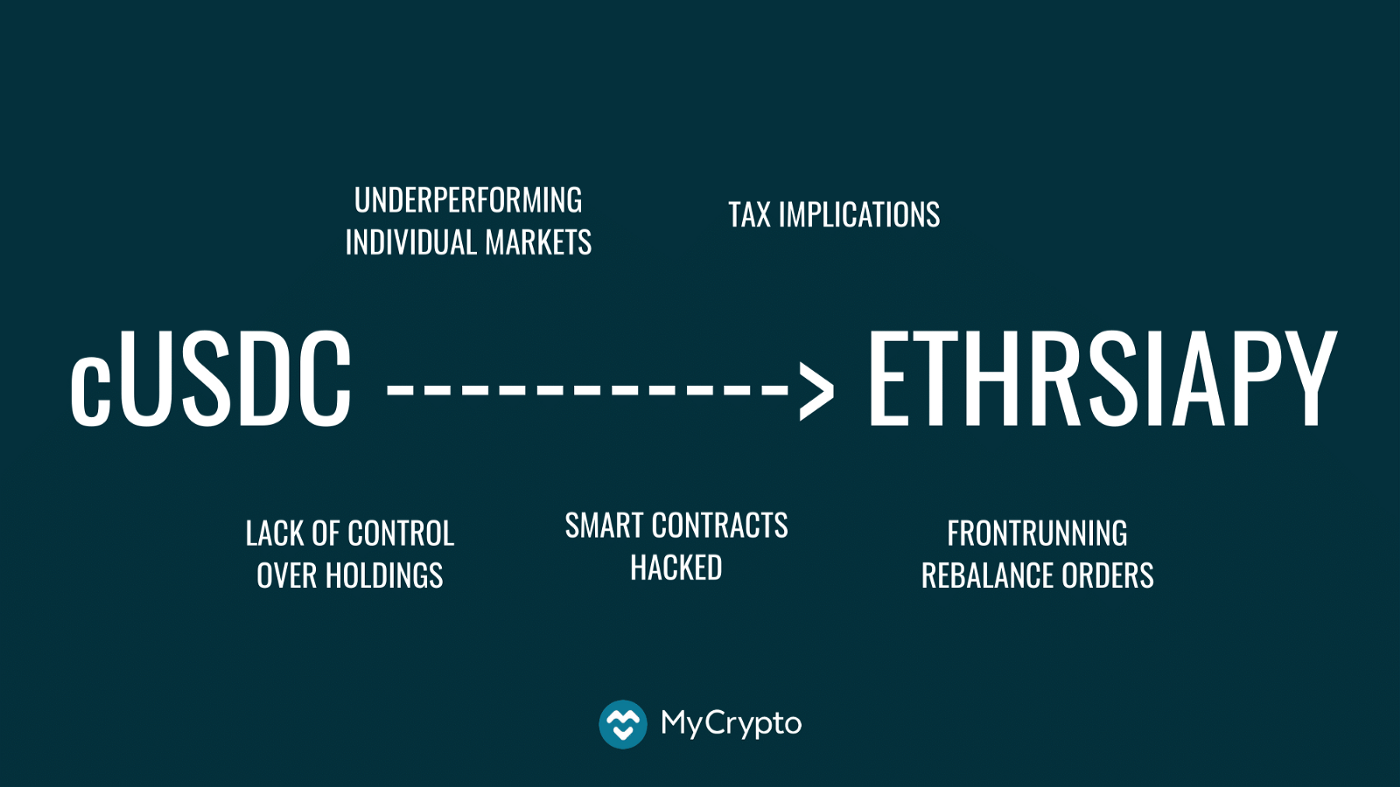 UNDERPERFORMING
INDIVIDUAL MARKETS
TAX IMPLICATIONS
cUSDC -----------> ETHRSIAPY
LACK OF CONTROL
OVER HOLDINGS
SMART CONTRACTS
HACKED
FRONTRUNNING
REBALANCE ORDERS
MyCrypto